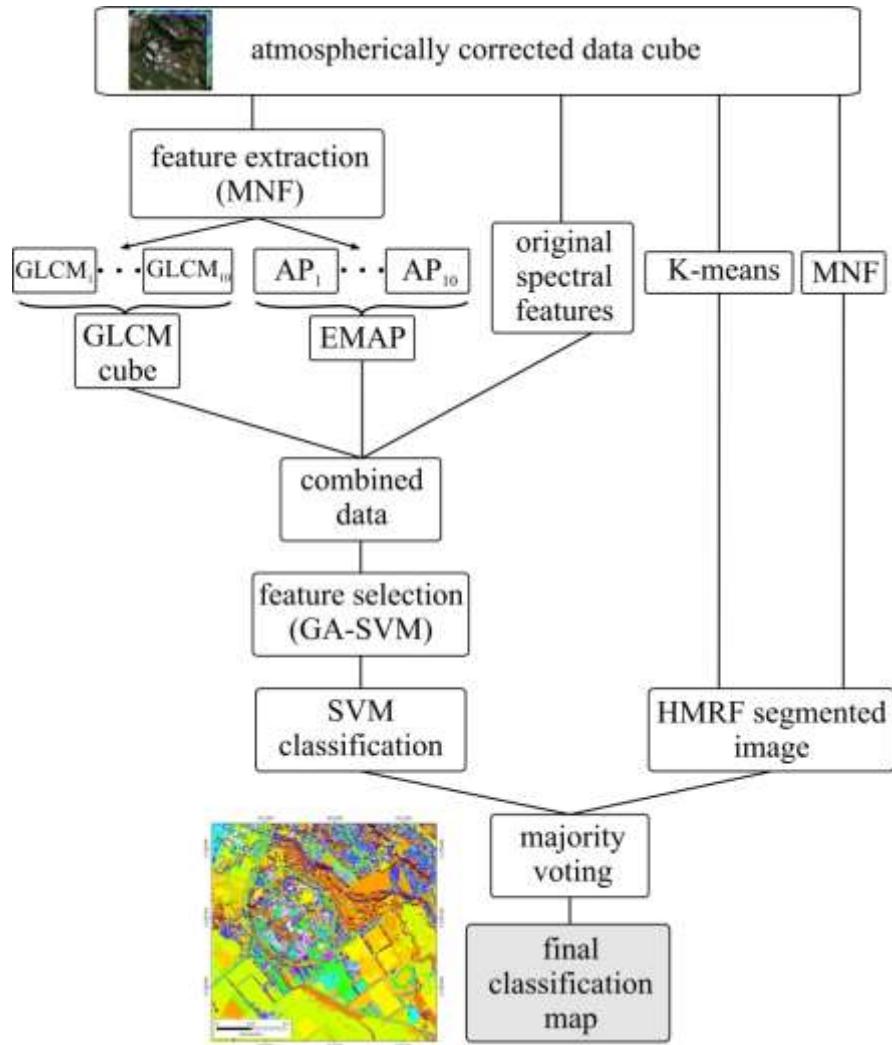 atmospherically corrected data cube
feature extraction
(MNF)
GLCM1 ··· GLCM10
AP1 ··· AP10
original
spectral
features
K-means
MNF
GLCM
cube
EMAP
combined
data
feature selection
(GA-SVM)
SVM
classification
HMRF segmented
image
majority
voting
final
classification
map